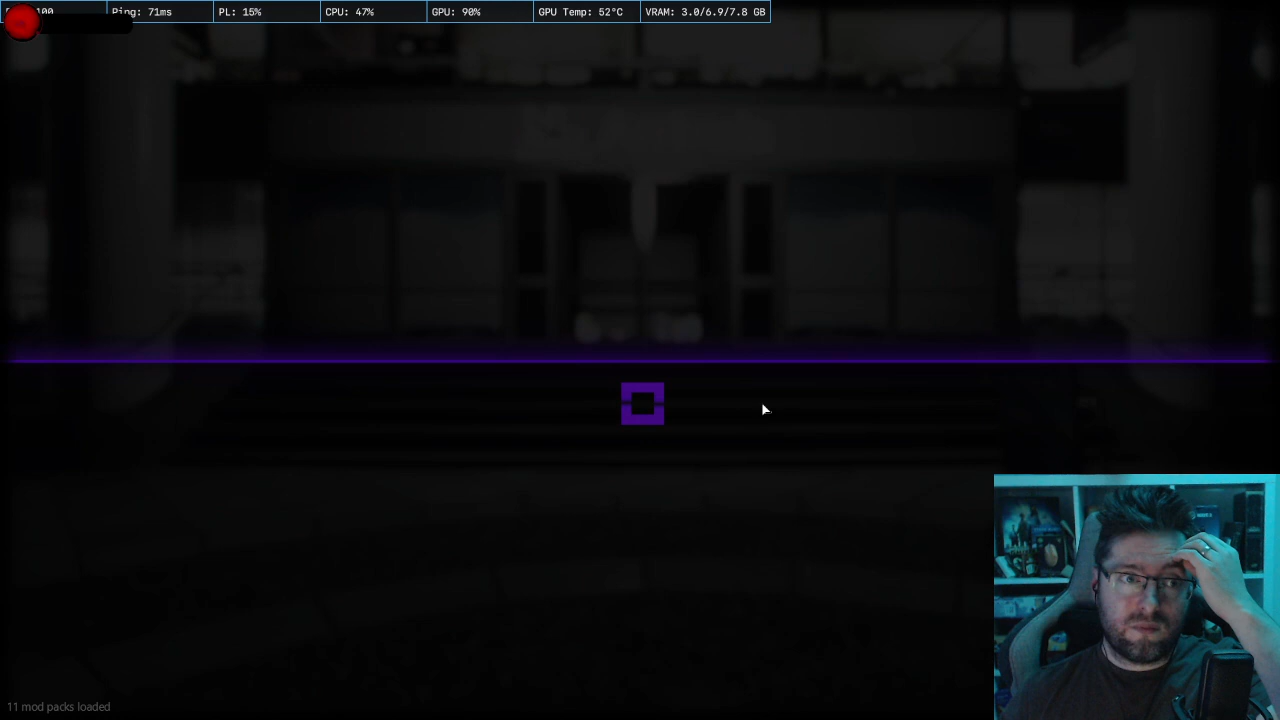 100
Ping: 71ms
PL: 15%
CPU: 47%
GPU: 90%
GPU Temp: 52°C
VRAM: 3.0/6.9/7.8 GB
11 mod packs loaded